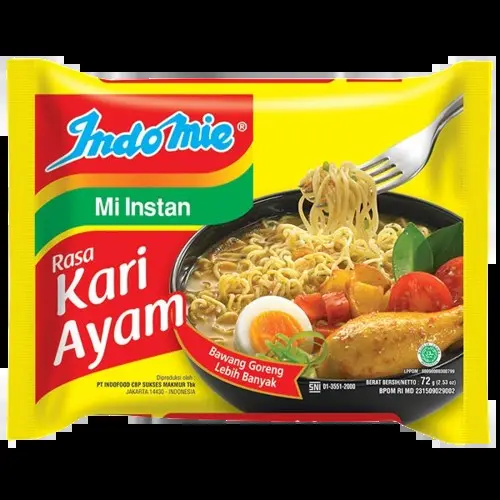 Indomie®
Mi Instan
Rasa
Kari
Ayam
Bawang Goreng
Lebih Banyak
Diproduksi oleh :
PT INDOFOOD CBP SUKSES MAKMUR Tbk
JAKARTA 14430 - INDONESIA
SNI 01-3551-2000
BERAT BERSIH/NETTO : 72 g (2.53 oz)
BPOM RI MD 231509029002